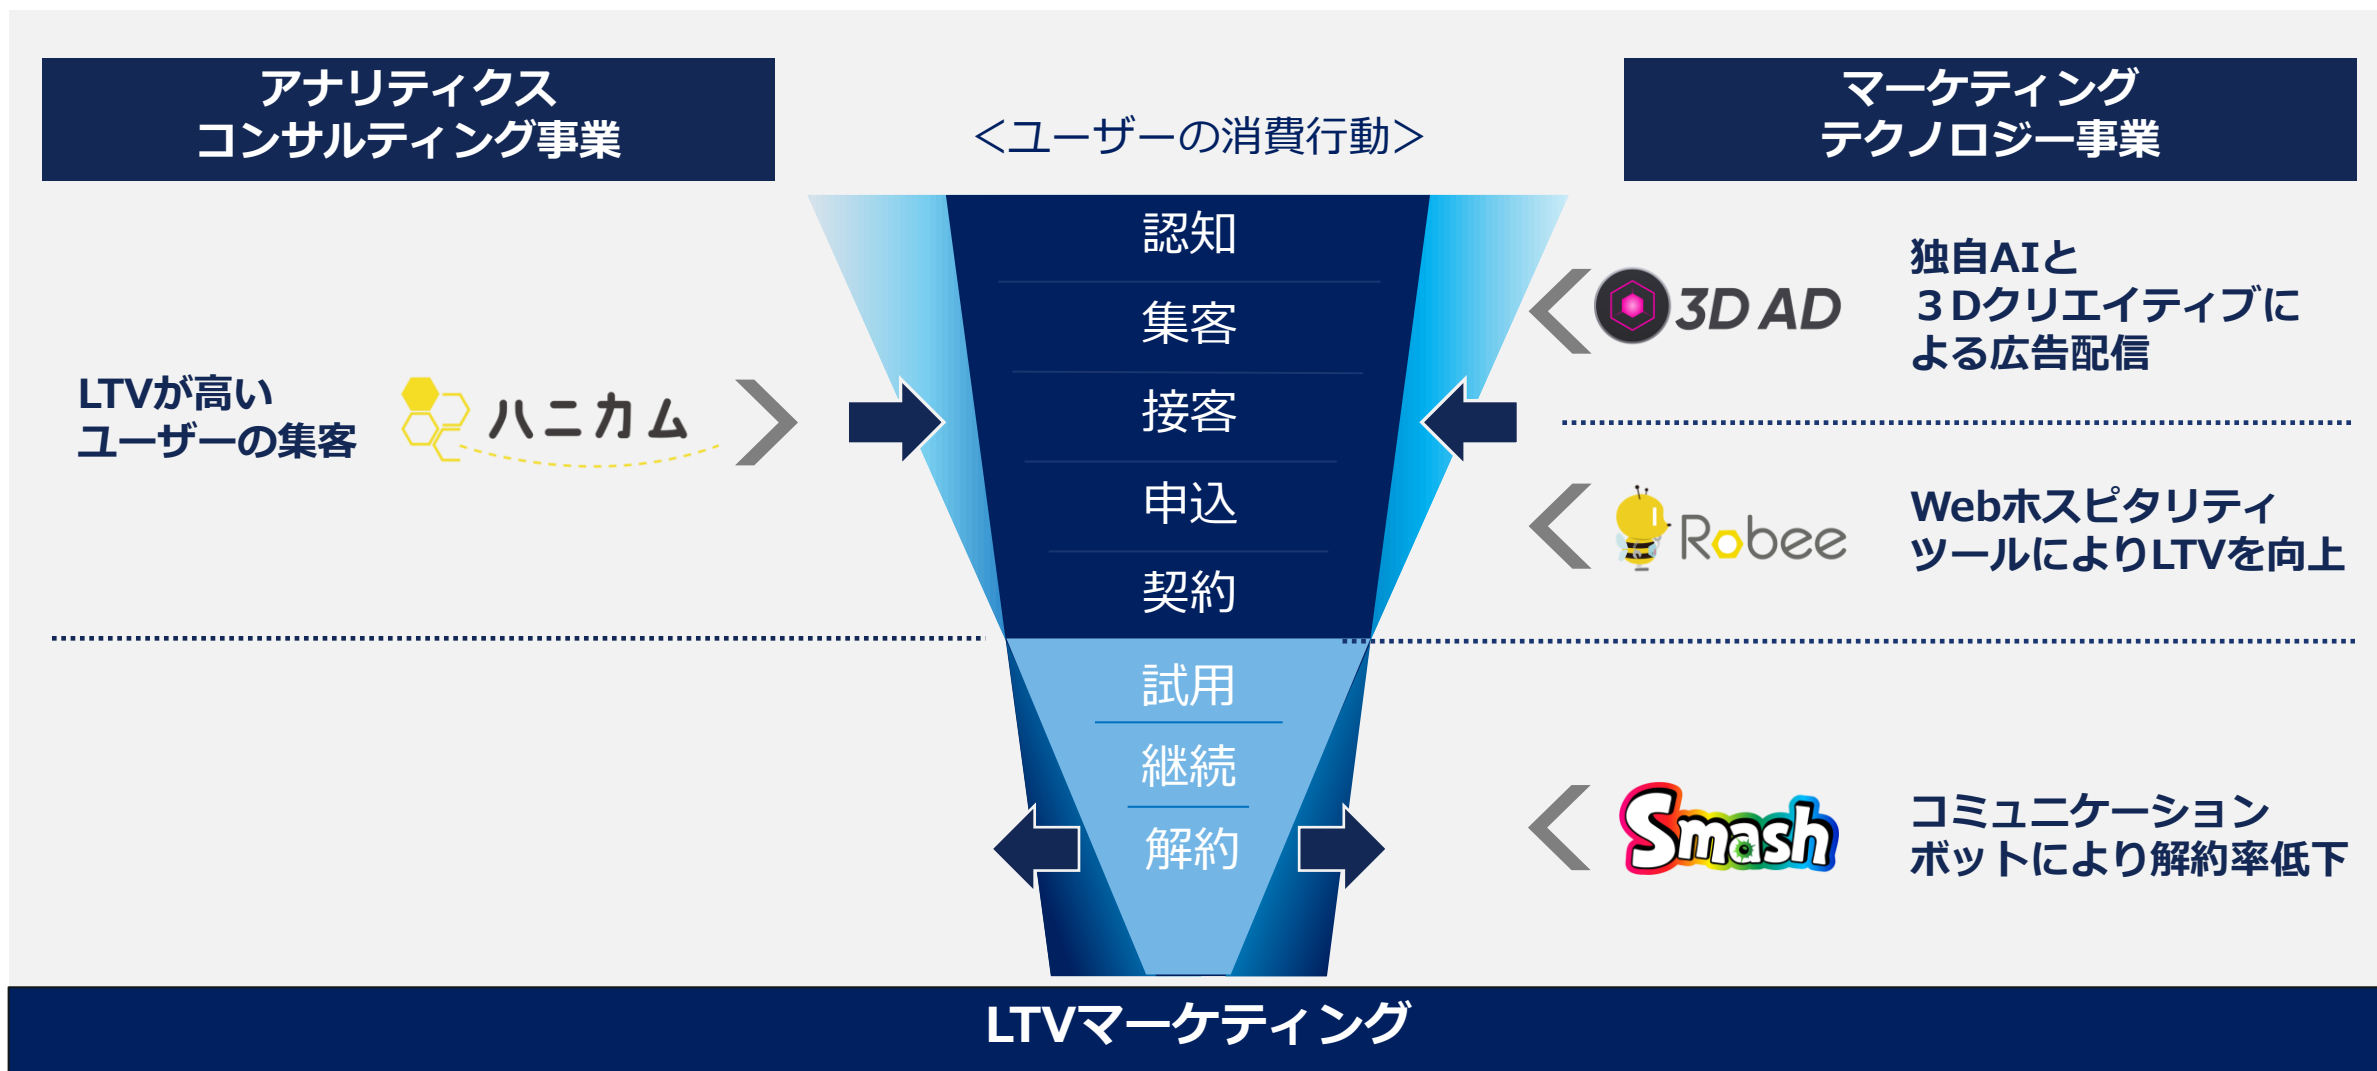 アナリティクス
コンサルティング事業
＜ユーザーの消費行動＞
マーケティング
テクノロジー事業
LTVが高い
ユーザーの集客
ハニカム
認知
集客
接客
申込
契約
試用
継続
解約
3D AD
独自AIと
３Dクリエイティブに
よる広告配信
Robee
Webホスピタリティ
ツールによりLTVを向上
Smash
コミュニケーション
ボットにより解約率低下
LTVマーケティング